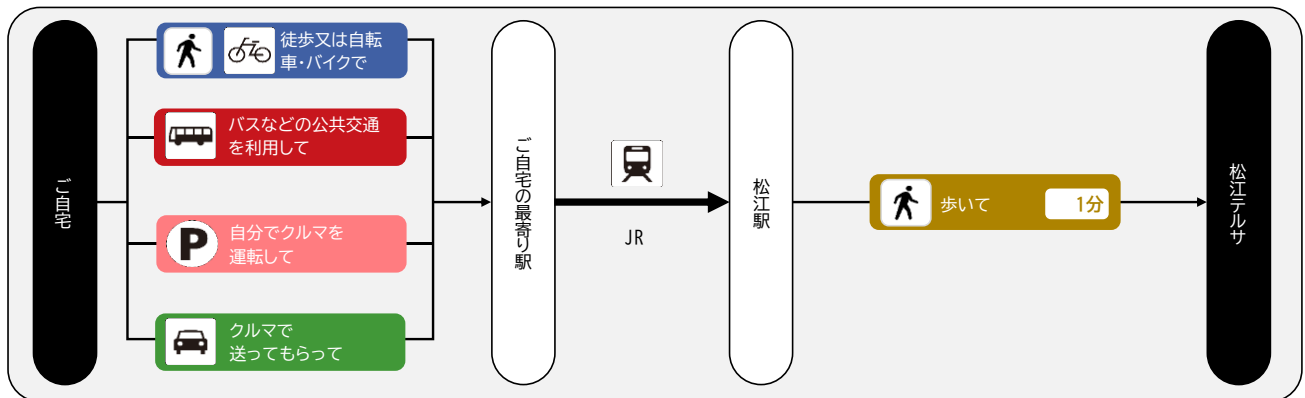 ご自宅
徒歩又は自転
車・バイクで
バスなどの公共交通
を利用して
P
自分でクルマを
運転して
クルマで
送ってもらって
ご自宅の最寄り駅
JR
松江駅
歩いて
1分
松江テルサ